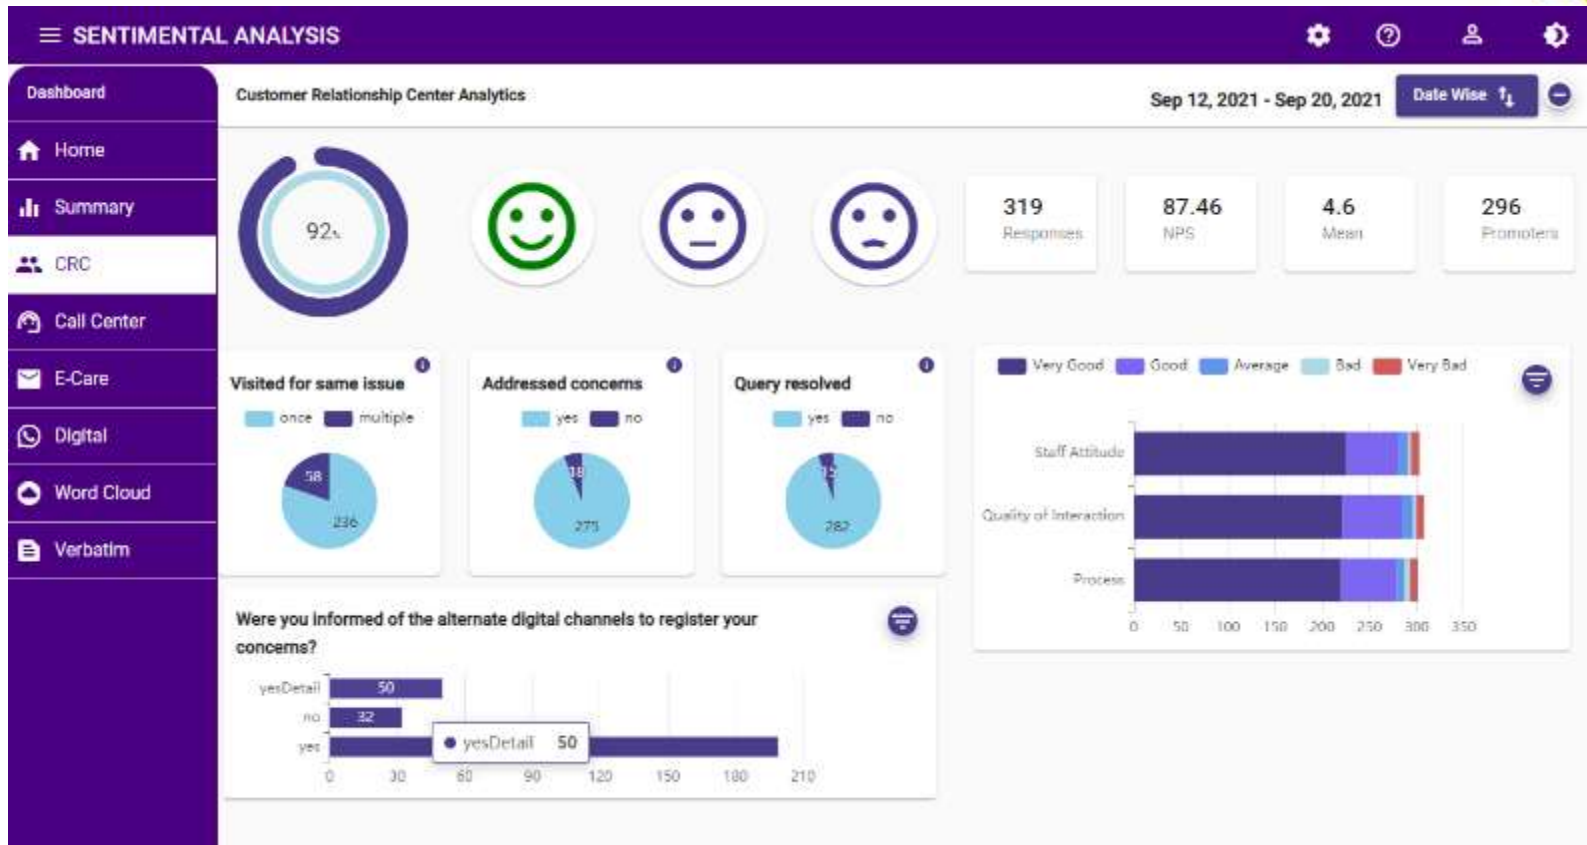 SENTIMENTAL ANALYSIS
Dashboard
Home
Summary
CRC
Call Center
E-Care
Digital
Word Cloud
Verbatim
Customer Relationship Center Analytics
Sep 12, 2021 - Sep 20, 2021
Date Wise
92%
319
Responses
87.46
NPS
4.6
Mean
296
Promoters
Visited for same issue
once multiple
58
236
Addressed concerns
yes no
18
275
Query resolved
yes no
15
282
Very Good Good Average Bad Very Bad
Staff Attitude
Quality of Interaction
Process
0 50 100 150 200 250 300 350
Were you informed of the alternate digital channels to register your
concerns?
yesDetail 50
no 32
yes
yesDetail 50
0 30 60 90 120 150 180 210